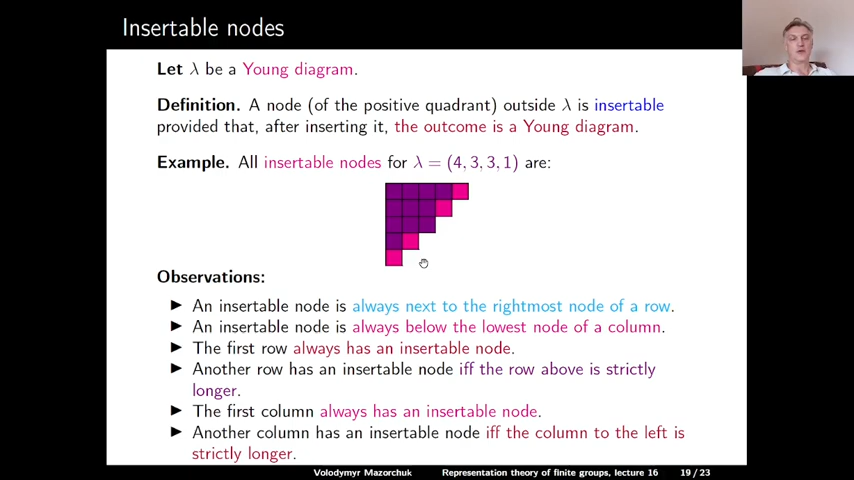 Insertable nodes
Let λ be a Young diagram.
Definition. A node (of the positive quadrant) outside λ is insertable
provided that, after inserting it, the outcome is a Young diagram.
Example. All insertable nodes for λ = (4, 3, 3, 1) are:
Observations:
▶ An insertable node is always next to the rightmost node of a row.
▶ An insertable node is always below the lowest node of a column.
▶ The first row always has an insertable node.
▶ Another row has an insertable node iff the row above is strictly
longer.
▶ The first column always has an insertable node.
▶ Another column has an insertable node iff the column to the left is
strictly longer.
Volodymyr Mazorchuk Representation theory of finite groups, lecture 16 19/23